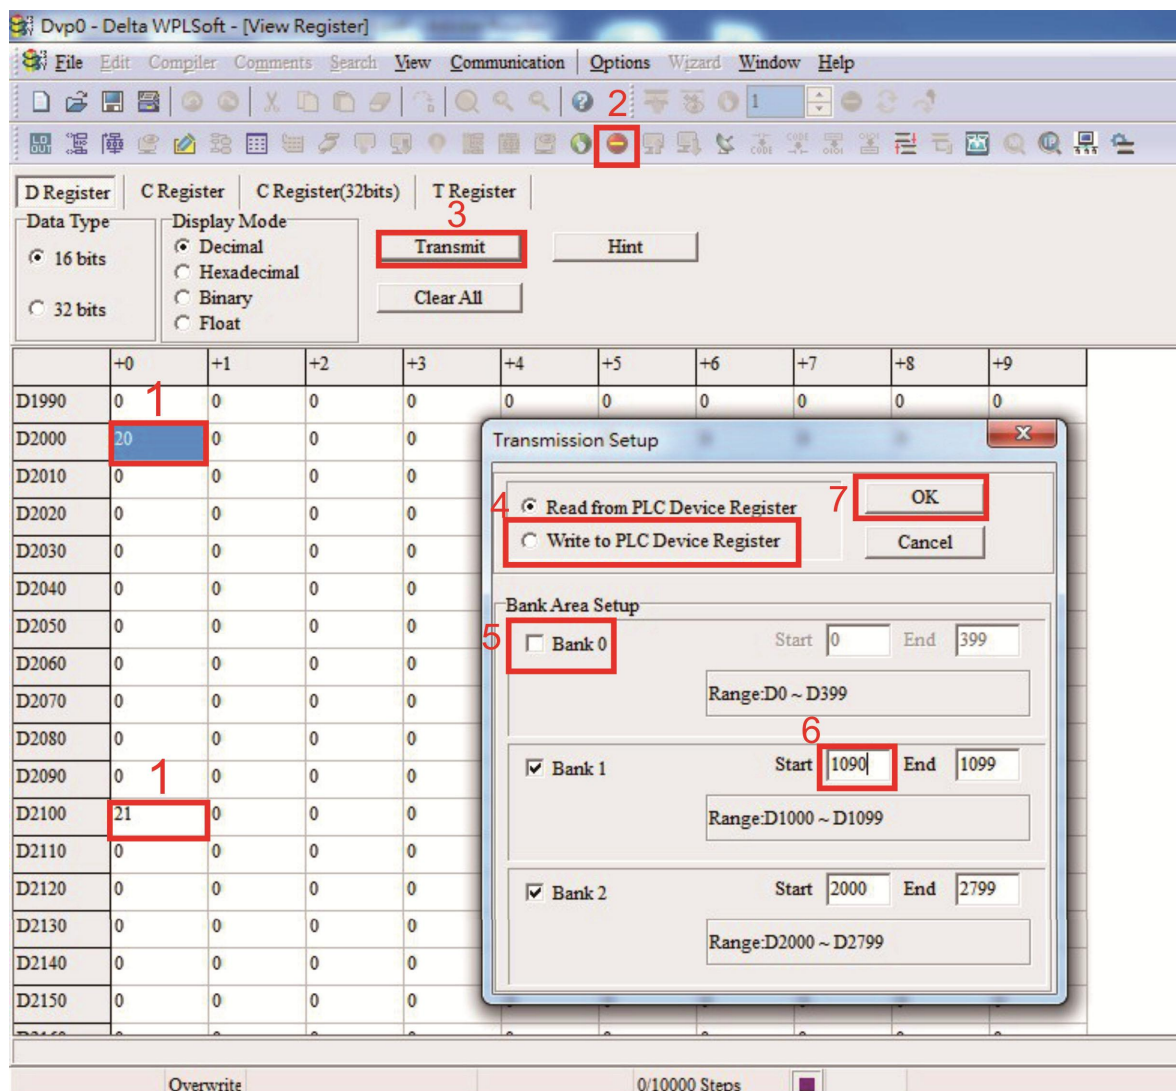 Dvp0 - Delta WPLSoft - [View Register]
File Edit Compiler Comments Search View Communication Options Wizard Window Help
2
1
D Register C Register C Register(32bits) T Register
3
Data Type Display Mode
16 bits Decimal Transmit Hint
Hexadecimal
32 bits Binary Clear All
Float
+0 +1 +2 +3 +4 +5 +6 +7 +8 +9
1
D1990 0 0 0 0 0 0 0 0 0 0
D2000 20 0 0 0
D2010 0 0 0 0
D2020 0 0 0 0
D2030 0 0 0 0
D2040 0 0 0 0
D2050 0 0 0 0
D2060 0 0 0 0
D2070 0 0 0 0
D2080 0 0 0 0
D2090 0 0 0 0
1
D2100 21 0 0 0
D2110 0 0 0 0
D2120 0 0 0 0
D2130 0 0 0 0
D2140 0 0 0 0
D2150 0 0 0 0
Transmission Setup X
4 Read from PLC Device Register 7 OK
Write to PLC Device Register Cancel
Bank Area Setup
5 Bank 0 Start 0 End 399
Range:D0 ~ D399
6
Bank 1 Start 1090 End 1099
Range:D1000 ~ D1099
Bank 2 Start 2000 End 2799
Range:D2000 ~ D2799
Overwrite 0/10000 Steps